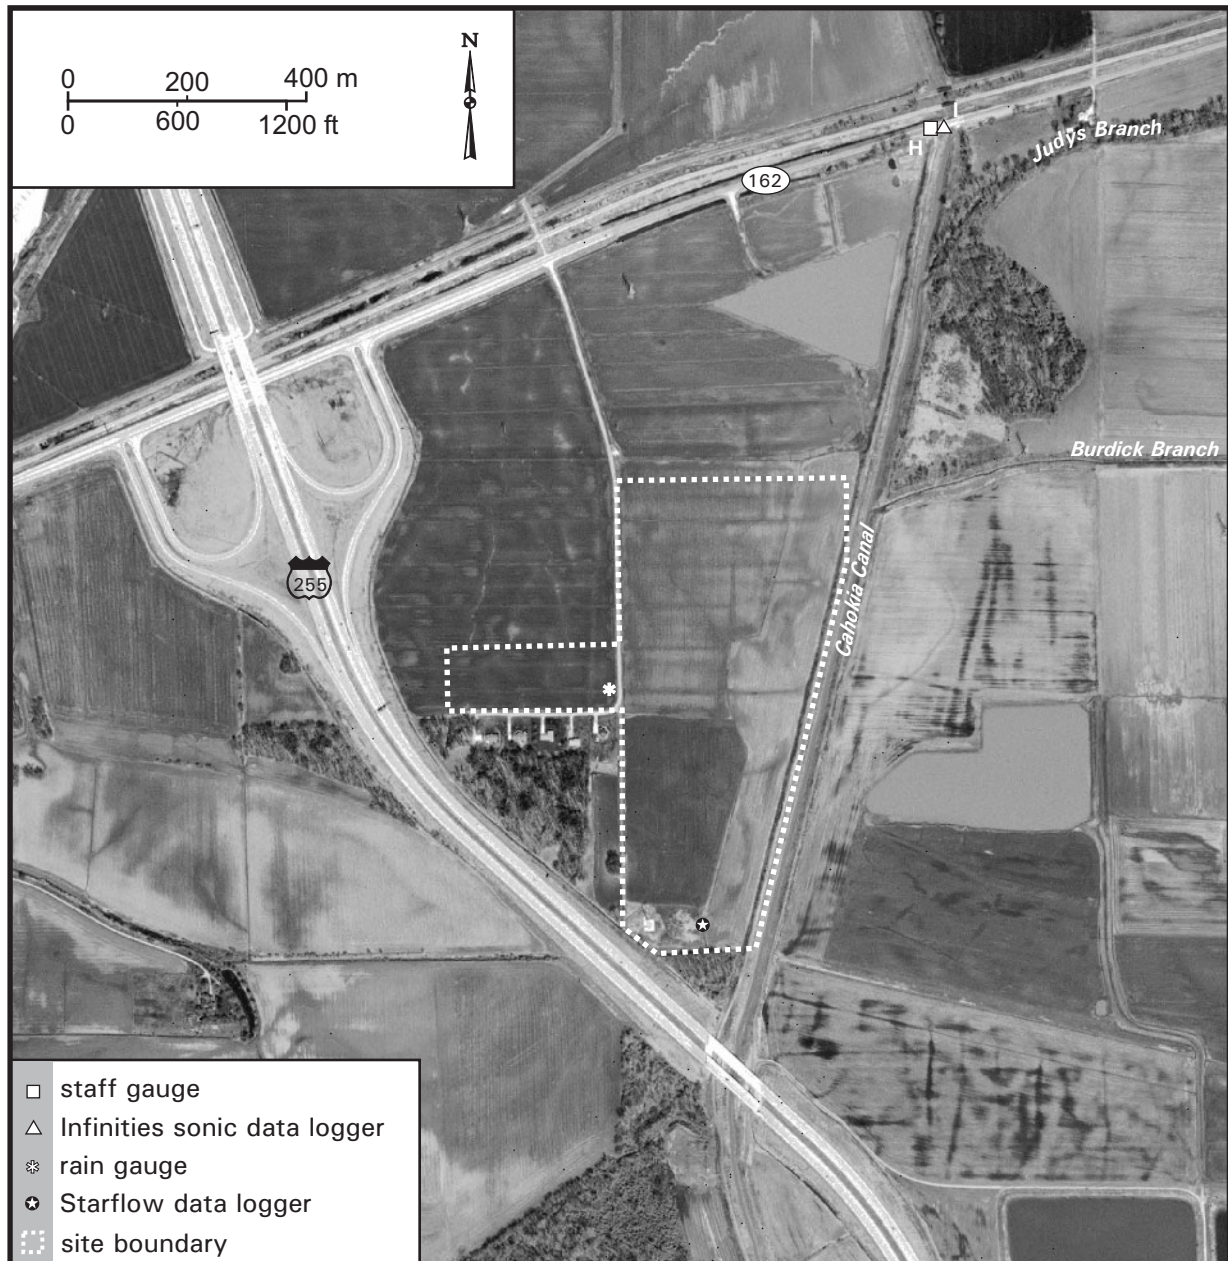 N
0 200 400 m
0 600 1200 ft
I
H
Judys Branch
162
Burdick Branch
Cahokia Canal
255
staff gauge
Infinities sonic data logger
rain gauge
Starflow data logger
site boundary